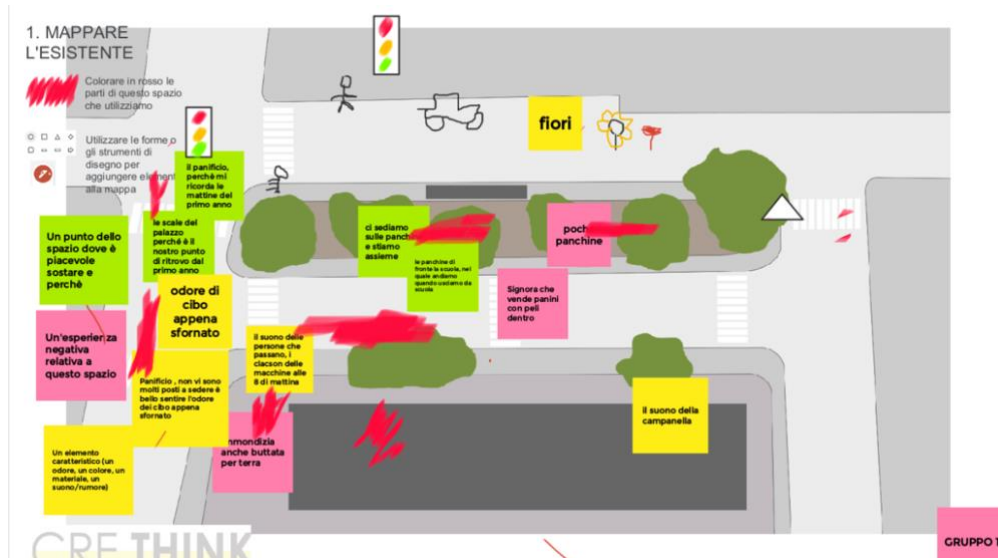 1. MAPPARE
L'ESISTENTE
Colorare in rosso le
parti di questo spazio
che utilizziamo
Utilizzare le forme o
gli strumenti di
disegno per
aggiungere element
alla mappa
fiori
il panificio,
perchè mi
ricorda le
mattine del
primo anno
le scale del
palazzo
perché è il
nostro punto
di ritrovo dal
primo anno
Un punto dello
spazio dove è
piacevole
sostare e
perchè
ci sediamo
sulle panchine
e stiamo
assieme
le panchine di
fronte la scuola, nel
quale andiamo
quando usciamo da
scuola
poch
panchine
Signora che
vende panini
con peli
dentro
odore di
cibo
appena
sfornato
Un'esperienza
negativa
relativa a
questo spazio
il suono delle
persone che
passano, i
clacson delle
macchine alle
8 di mattina
Panificio , non vi sono
molti posti a sedere è
bello sentire l'odore
dei cibo appena
sfornato
il suono della
campanella
mmondizia
anche buttata
per terra
Un elemento
caratteristico (un
odore, un colore, un
materiale, un
suono/rumore)
CRE THINK
GRUPPO 1